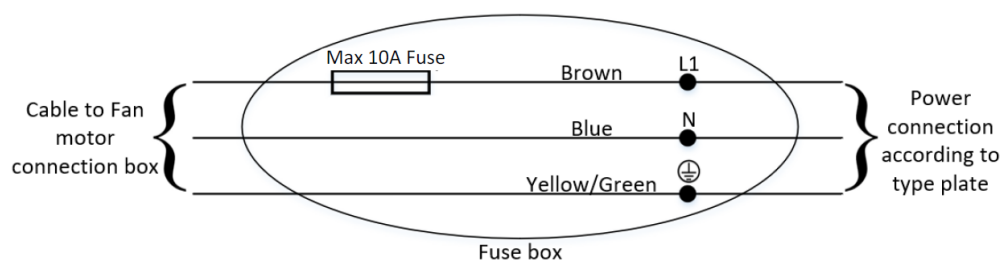 Max 10A Fuse
Brown
L1
Cable to Fan
motor
connection box
Blue
N
Yellow/Green
Power
connection
according to
type plate
Fuse box